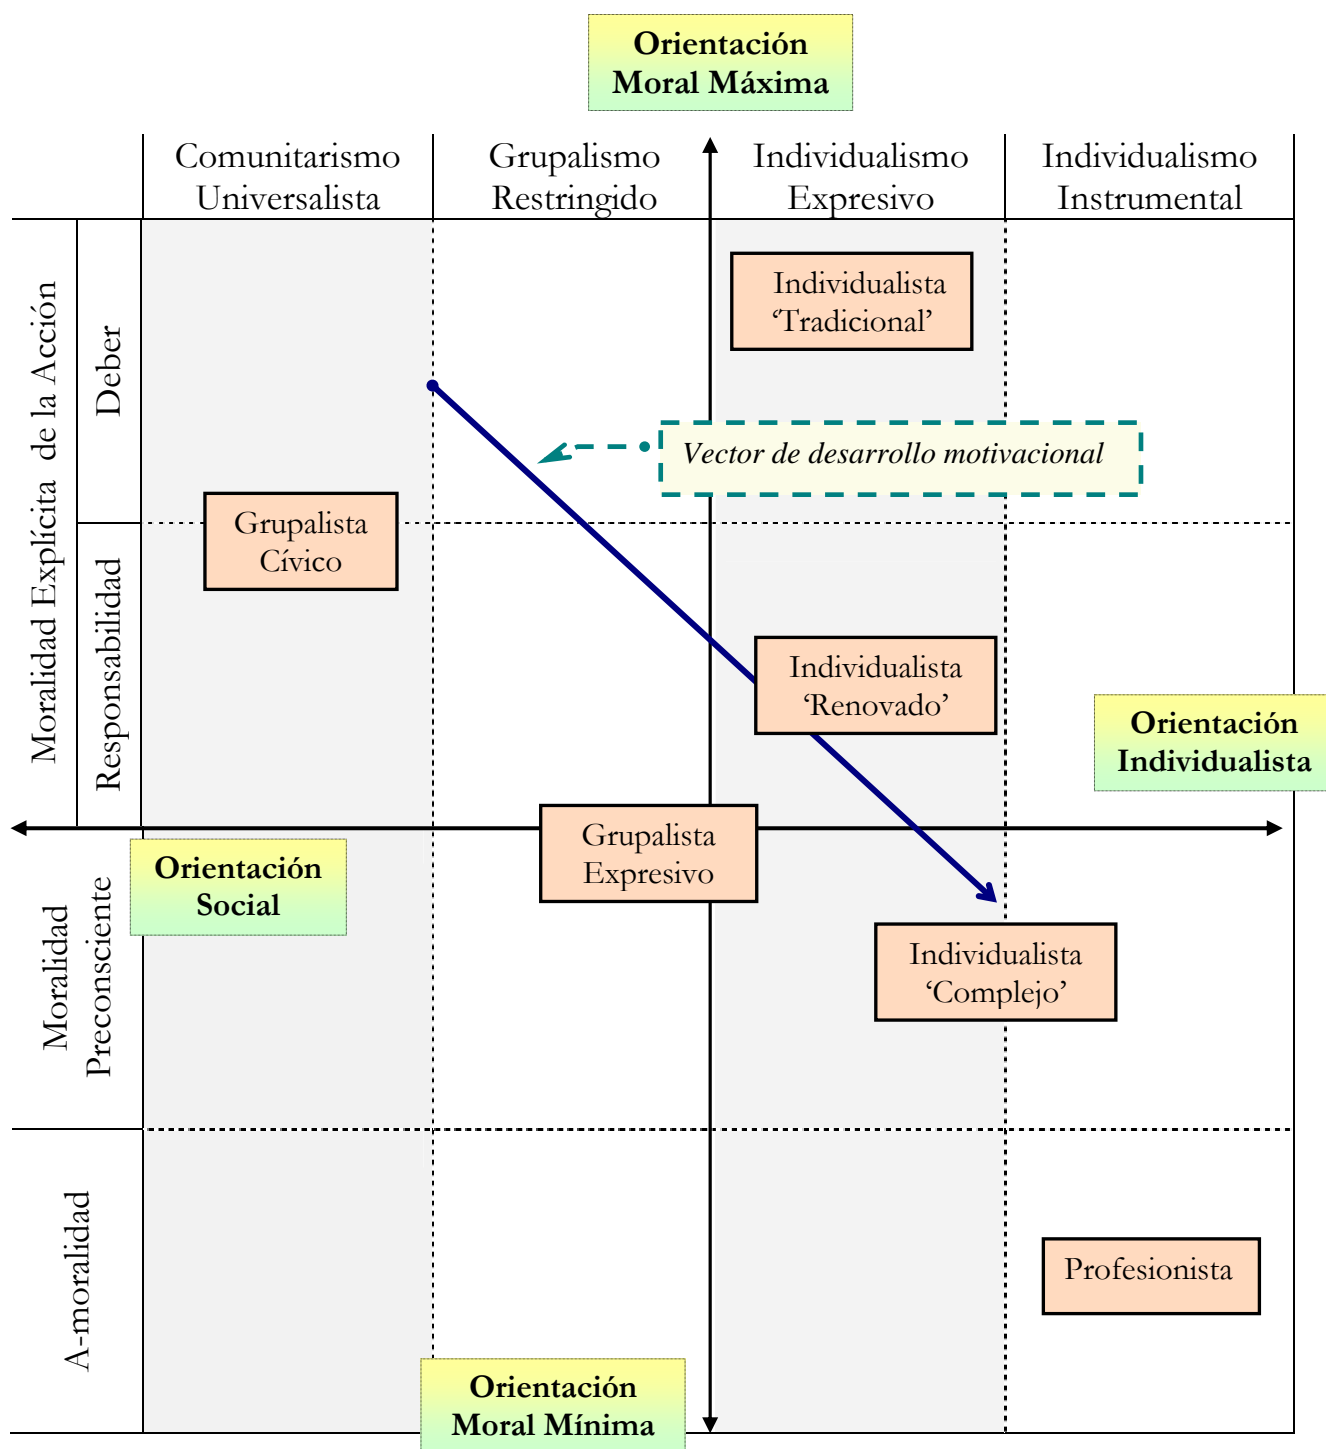 Orientación
Moral Máxima
Comunitarismo
Universalista
Grupalismo
Restringido
Individualismo
Expresivo
Individualismo
Instrumental
Moralidad Explícita de la Acción
Deber
Individualista
‘Tradicional’
Vector de desarrollo motivacional
Grupalista
Cívico
Responsabilidad
Individualista
‘Renovado’
Orientación
Individualista
Grupalista
Expresivo
Orientación
Social
Moralidad
Preconsciente
Individualista
‘Complejo’
A-moralidad
Profesionista
Orientación
Moral Mínima